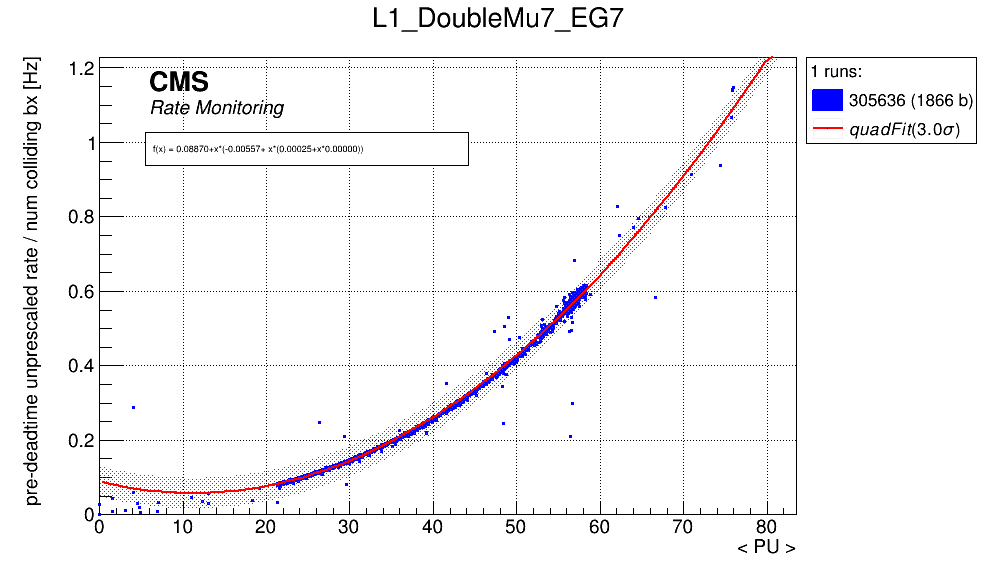 L1_DoubleMu7_EG7
pre-deadtime unprescaled rate / num colliding bx [Hz]
CMS
Rate Monitoring
f(x) = 0.08870+x*(-0.00557+ x*(0.00025+x*0.00000))
1 runs:
305636 (1866 b)
quadFit(3.0σ)
1.2
1
0.8
0.6
0.4
0.2
0
0 10 20 30 40 50 60 70 80
< PU >